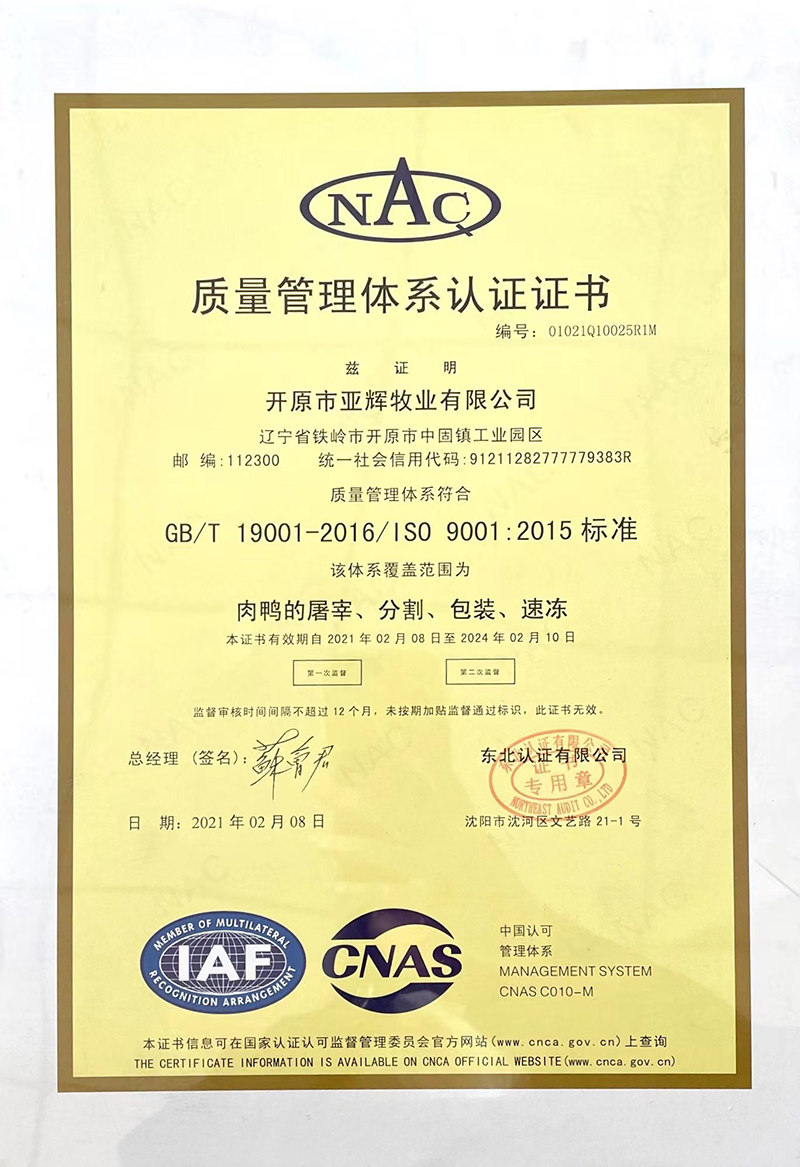 NAC
质量管理体系认证证书
编号：01021Q10025R1M
兹 证 明
开原市亚辉牧业有限公司
辽宁省铁岭市开原市中固镇工业园区
邮 编:112300 统一社会信用代码:91211282777779383R
质量管理体系符合
GB/T 19001-2016/ISO 9001:2015 标准
该体系覆盖范围为
肉鸭的屠宰、分割、包装、速冻
本证书有效期自 2021 年 02 月 08 日至 2024 年 02 月 10 日
第一次监督 第二次监督
监督审核时间间隔不超过 12 个月，未按期加贴监督通过标识，此证书无效。
总经理（签名）：
东北认证有限公司
证书
专用章
NORTHEAST AUDIT CO.,LTD
日 期：2021 年 02 月 08 日
沈阳市沈河区文艺路 21-1 号
MEMBER OF MULTILATERAL
IAF
RECOGNITION ARRANGEMENT
CNAS
中国认可
管理体系
MANAGEMENT SYSTEM
CNAS C010-M
本证书信息可在国家认证认可监督管理委员会官方网站(www.cnca.gov.cn)上查询
THE CERTIFICATE INFORMATION IS AVAILABLE ON CNCA OFFICIAL WEBSITE(www.cnca.gov.cn)